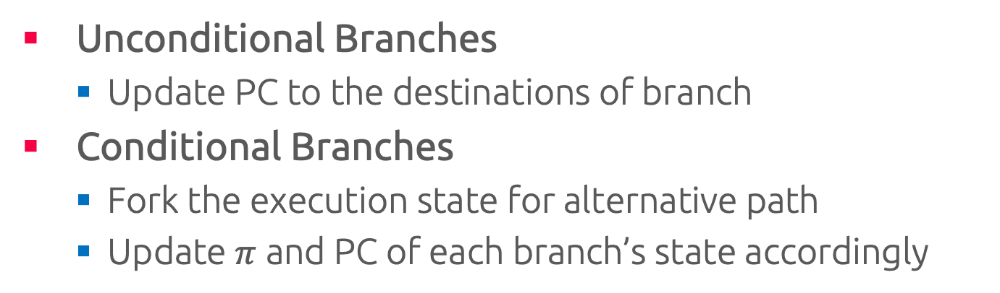 Unconditional Branches
Update PC to the destinations of branch
Conditional Branches
Fork the execution state for alternative path
Update π and PC of each branch’s state accordingly